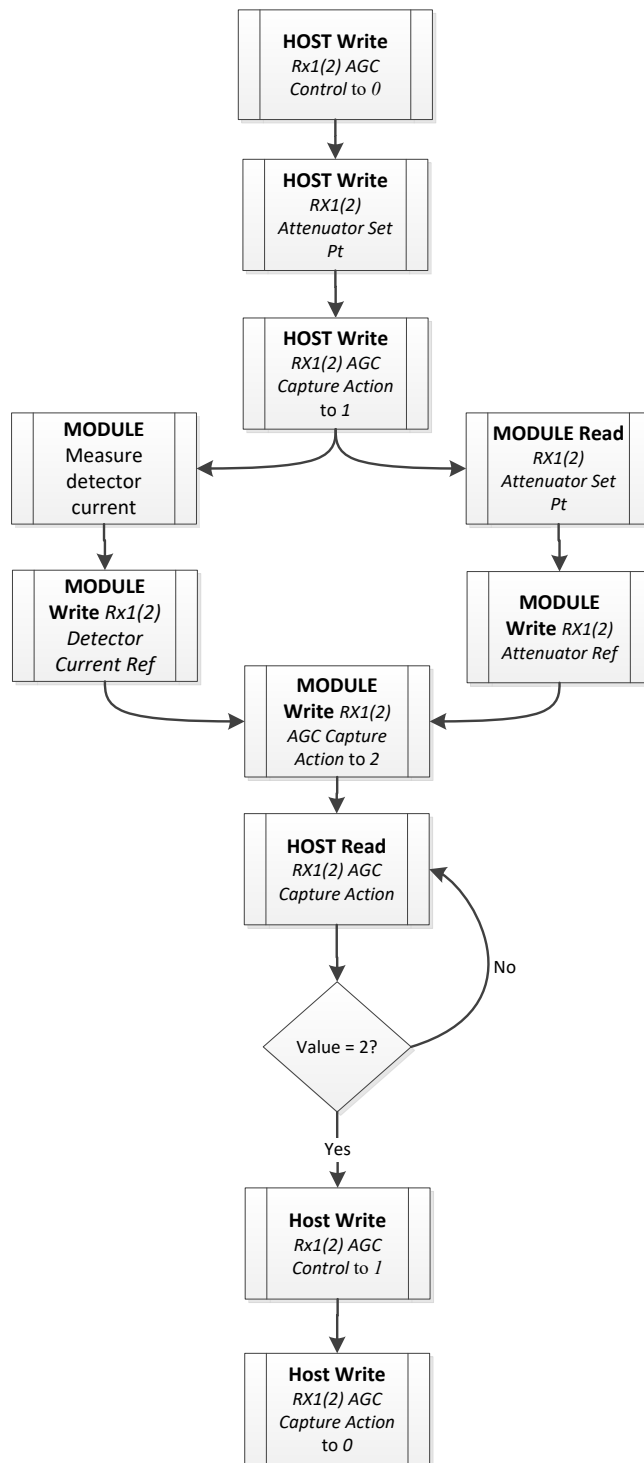 HOST Write
Rx1(2) AGC
Control to 0
HOST Write
RX1(2)
Attenuator Set
Pt
HOST Write
RX1(2) AGC
Capture Action
to 1
MODULE
Measure
detector
current
MODULE Read
RX1(2)
Attenuator Set
Pt
MODULE
Write Rx1(2)
Detector
Current Ref
MODULE
Write RX1(2)
Attenuator Ref
MODULE
Write RX1(2)
AGC Capture
Action to 2
HOST Read
RX1(2) AGC
Capture Action
No
Value = 2?
Yes
Host Write
Rx1(2) AGC
Control to 1
Host Write
RX1(2) AGC
Capture Action
to 0